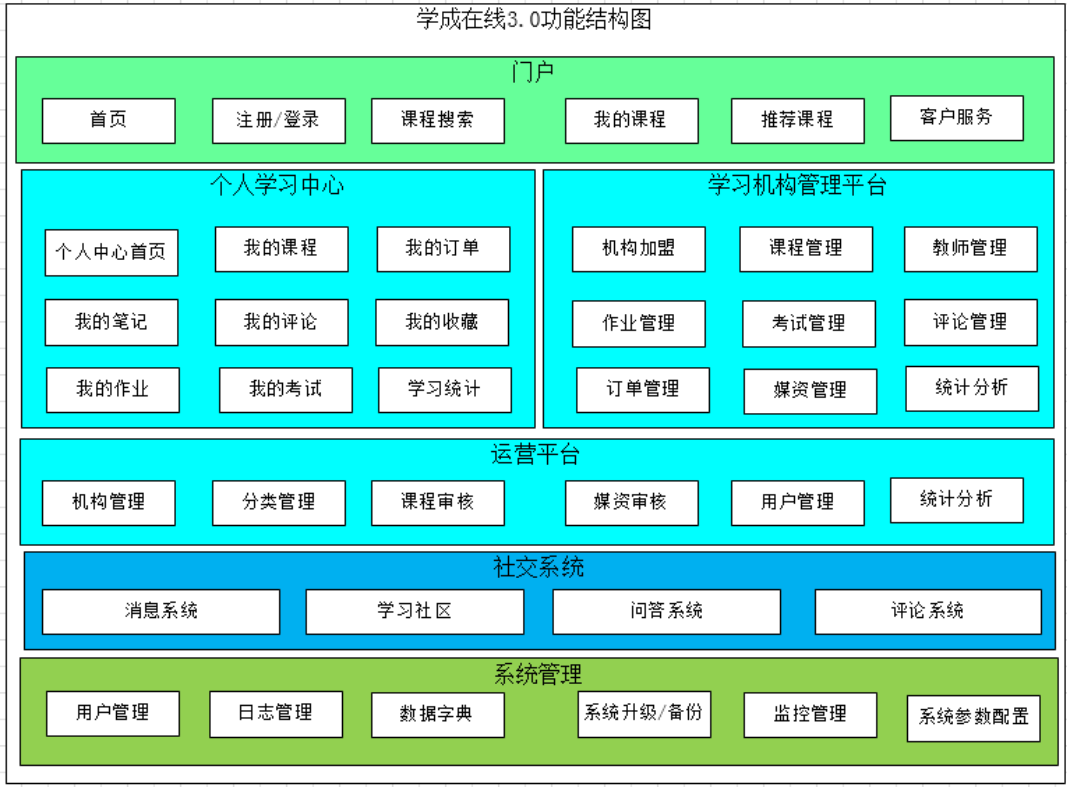 学成在线3.0功能结构图
门户
首页
注册/登录
课程搜索
我的课程
推荐课程
客户服务
个人学习中心
个人中心首页
我的课程
我的订单
我的笔记
我的评论
我的收藏
我的作业
我的考试
学习统计
学习机构管理平台
机构加盟
课程管理
教师管理
作业管理
考试管理
评论管理
订单管理
媒资管理
统计分析
运营平台
机构管理
分类管理
课程审核
媒资审核
用户管理
统计分析
社交系统
消息系统
学习社区
问答系统
评论系统
系统管理
用户管理
日志管理
数据字典
系统升级/备份
监控管理
系统参数配置